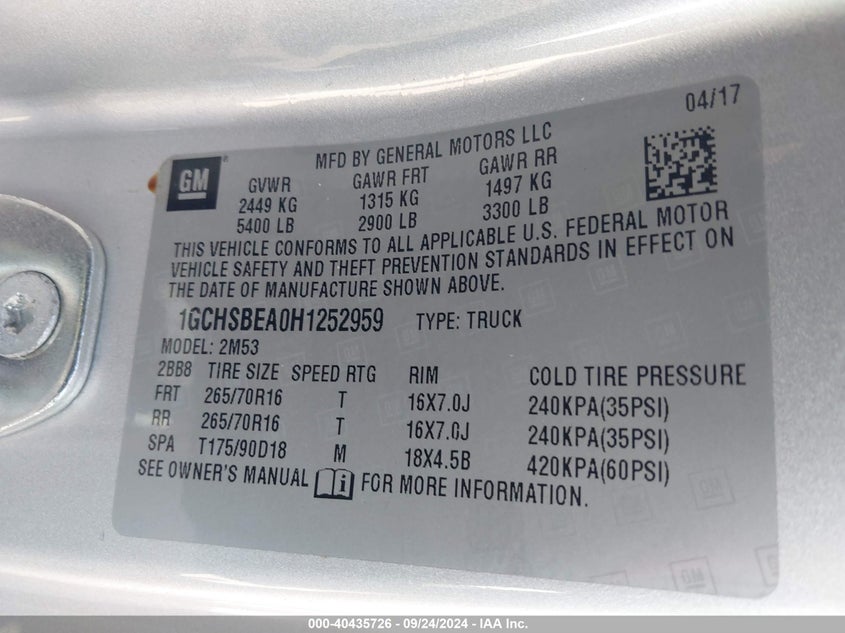 04/17
MFD BY GENERAL MOTORS LLC
GM
GVWR GAWR FRT GAWR RR
2449 KG 1315 KG 1497 KG
5400 LB 2900 LB 3300 LB
THIS VEHICLE CONFORMS TO ALL APPLICABLE U.S. FEDERAL MOTOR
VEHICLE SAFETY AND THEFT PREVENTION STANDARDS IN EFFECT ON
THE DATE OF MANUFACTURE SHOWN ABOVE.
1GCHSBEA0H1252959 TYPE: TRUCK
MODEL: 2M53
2BB8 TIRE SIZE SPEED RTG RIM COLD TIRE PRESSURE
FRT 265/70R16 T 16X7.0J 240KPA(35PSI)
RR 265/70R16 T 16X7.0J 240KPA(35PSI)
SPA T175/90D18 M 18X4.5B 420KPA(60PSI)
SEE OWNER'S MANUAL i FOR MORE INFORMATION.
000-40435726 - 09/24/2024 - IAA Inc.